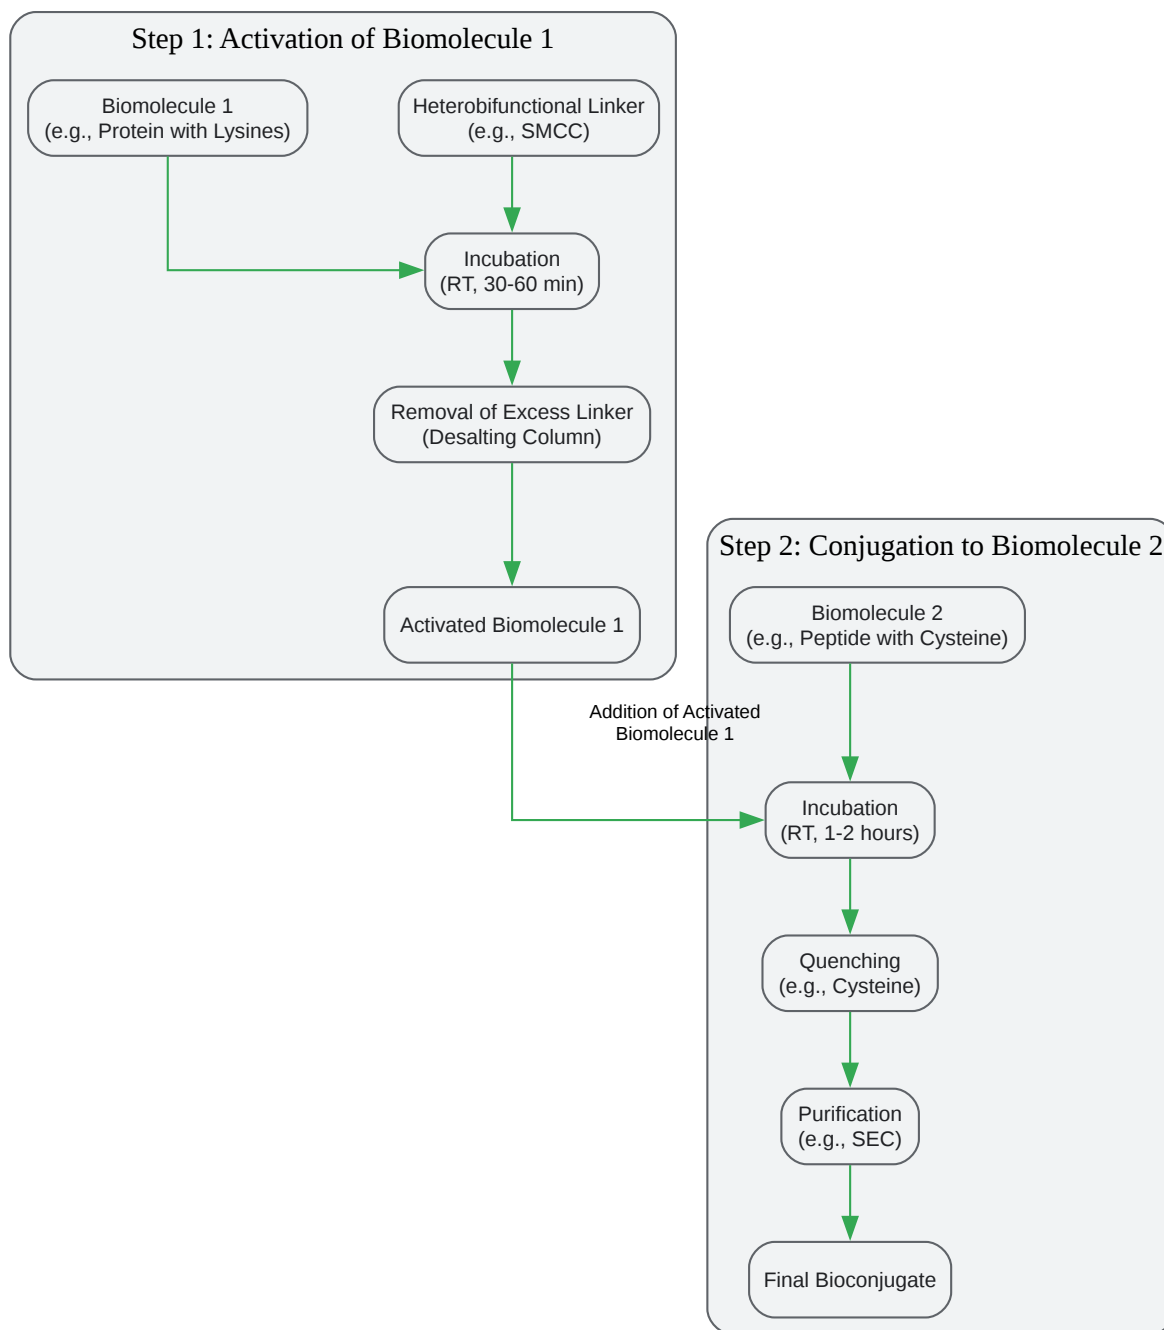 Step 1: Activation of Biomolecule 1
Biomolecule 1
(e.g., Protein with Lysines)
Heterobifunctional Linker
(e.g., SMCC)
Incubation
(RT, 30-60 min)
Removal of Excess Linker
(Desalting Column)
Activated Biomolecule 1
Addition of Activated
Biomolecule 1
Step 2: Conjugation to Biomolecule 2
Biomolecule 2
(e.g., Peptide with Cysteine)
Incubation
(RT, 1-2 hours)
Quenching
(e.g., Cysteine)
Purification
(e.g., SEC)
Final Bioconjugate